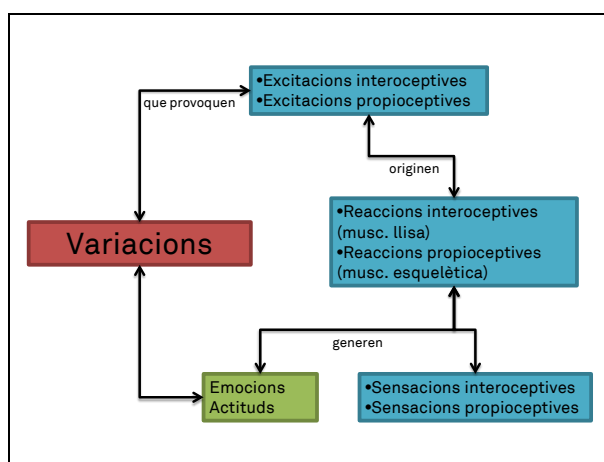 •Excitacions interoceptives
•Excitacions propioceptives
que provoquen
originen
•Reaccions interoceptives
(musc. llisa)
•Reaccions propioceptives
(musc. esquelètica)
Variacions
generen
Emocions
Actituds
•Sensacions interoceptives
•Sensacions propioceptives